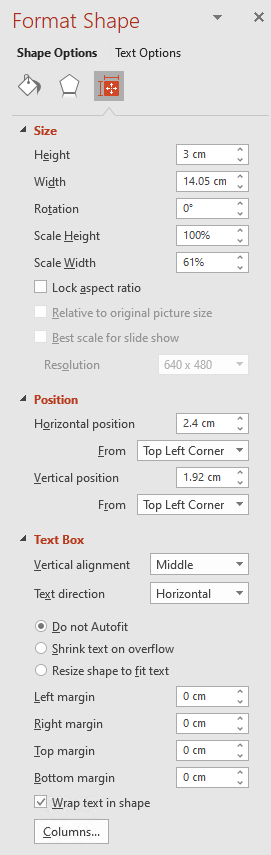 Format Shape
Shape Options Text Options
Size
Height 3 cm
Width 14.05 cm
Rotation 0°
Scale Height 100%
Scale Width 61%
Lock aspect ratio
Relative to original picture size
Best scale for slide show
Resolution 640 x 480
Position
Horizontal position 2.4 cm
From Top Left Corner
Vertical position 1.92 cm
From Top Left Corner
Text Box
Vertical alignment Middle
Text direction Horizontal
Do not Autofit
Shrink text on overflow
Resize shape to fit text
Left margin 0 cm
Right margin 0 cm
Top margin 0 cm
Bottom margin 0 cm
Wrap text in shape
Columns...